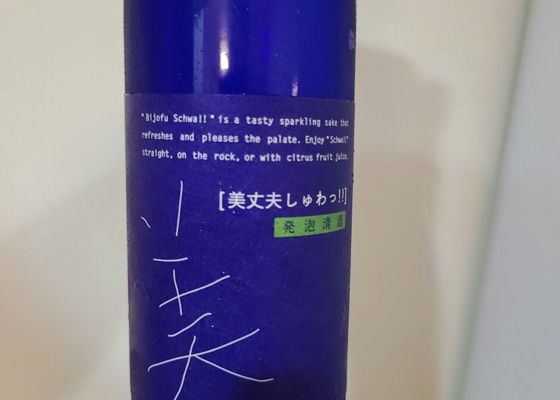 "Bijofu Schwa!!" is a tasty sparkling sake that
refreshes and pleases the palate. Enjoy "Schwa!!"
straight, on the rock, or with citrus fruit juice.
[美丈夫しゅわっ!!]
発泡清酒